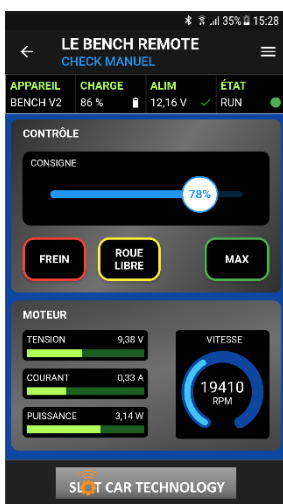 35% 15:28
LE BENCH REMOTE
CHECK MANUEL
APPAREIL CHARGE ALIM ÉTAT
BENCH V2 86 % 12,16 V RUN
CONTRÔLE
CONSIGNE
78%
FREIN
ROUE
LIBRE
MAX
MOTEUR
TENSION 9,38 V
COURANT 0,33 A
PUISSANCE 3,14 W
VITESSE
19410
RPM
SLOT CAR TECHNOLOGY